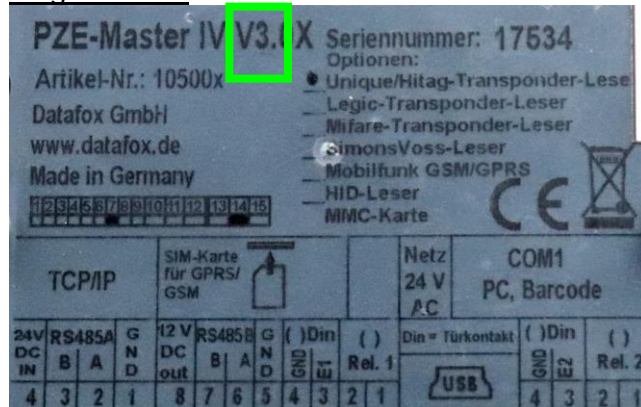 PZE-Master IV V3.0X
Seriennummer: 17534
Artikel-Nr.: 10500x
Datafox GmbH
www.datafox.de
Made in Germany
1 2 3 4 5 6 7 8 9 10 11 12 13 14 15
Optionen:
Unique/Hitag-Transponder-Lese
Legic-Transponder-Leser
Mifare-Transponder-Leser
SimonsVoss-Leser
Mobilfunk GSM/GPRS
HID-Leser
MMC-Karte
CE
TCP/IP
SIM-Karte
für GPRS/
GSM
Netz
24 V
AC
COM1
PC, Barcode
24V DC IN
RS485A
B A
GND
12 V DC out
RS485B
B A
GND
( ) Din
GND E1
( )
Rel. 1
Din = Türkontakt
USB
( ) Din
GND E2
( )
Rel. 2
4 3 2 1 8 7 6 5 4 3 2 1 4 3 2